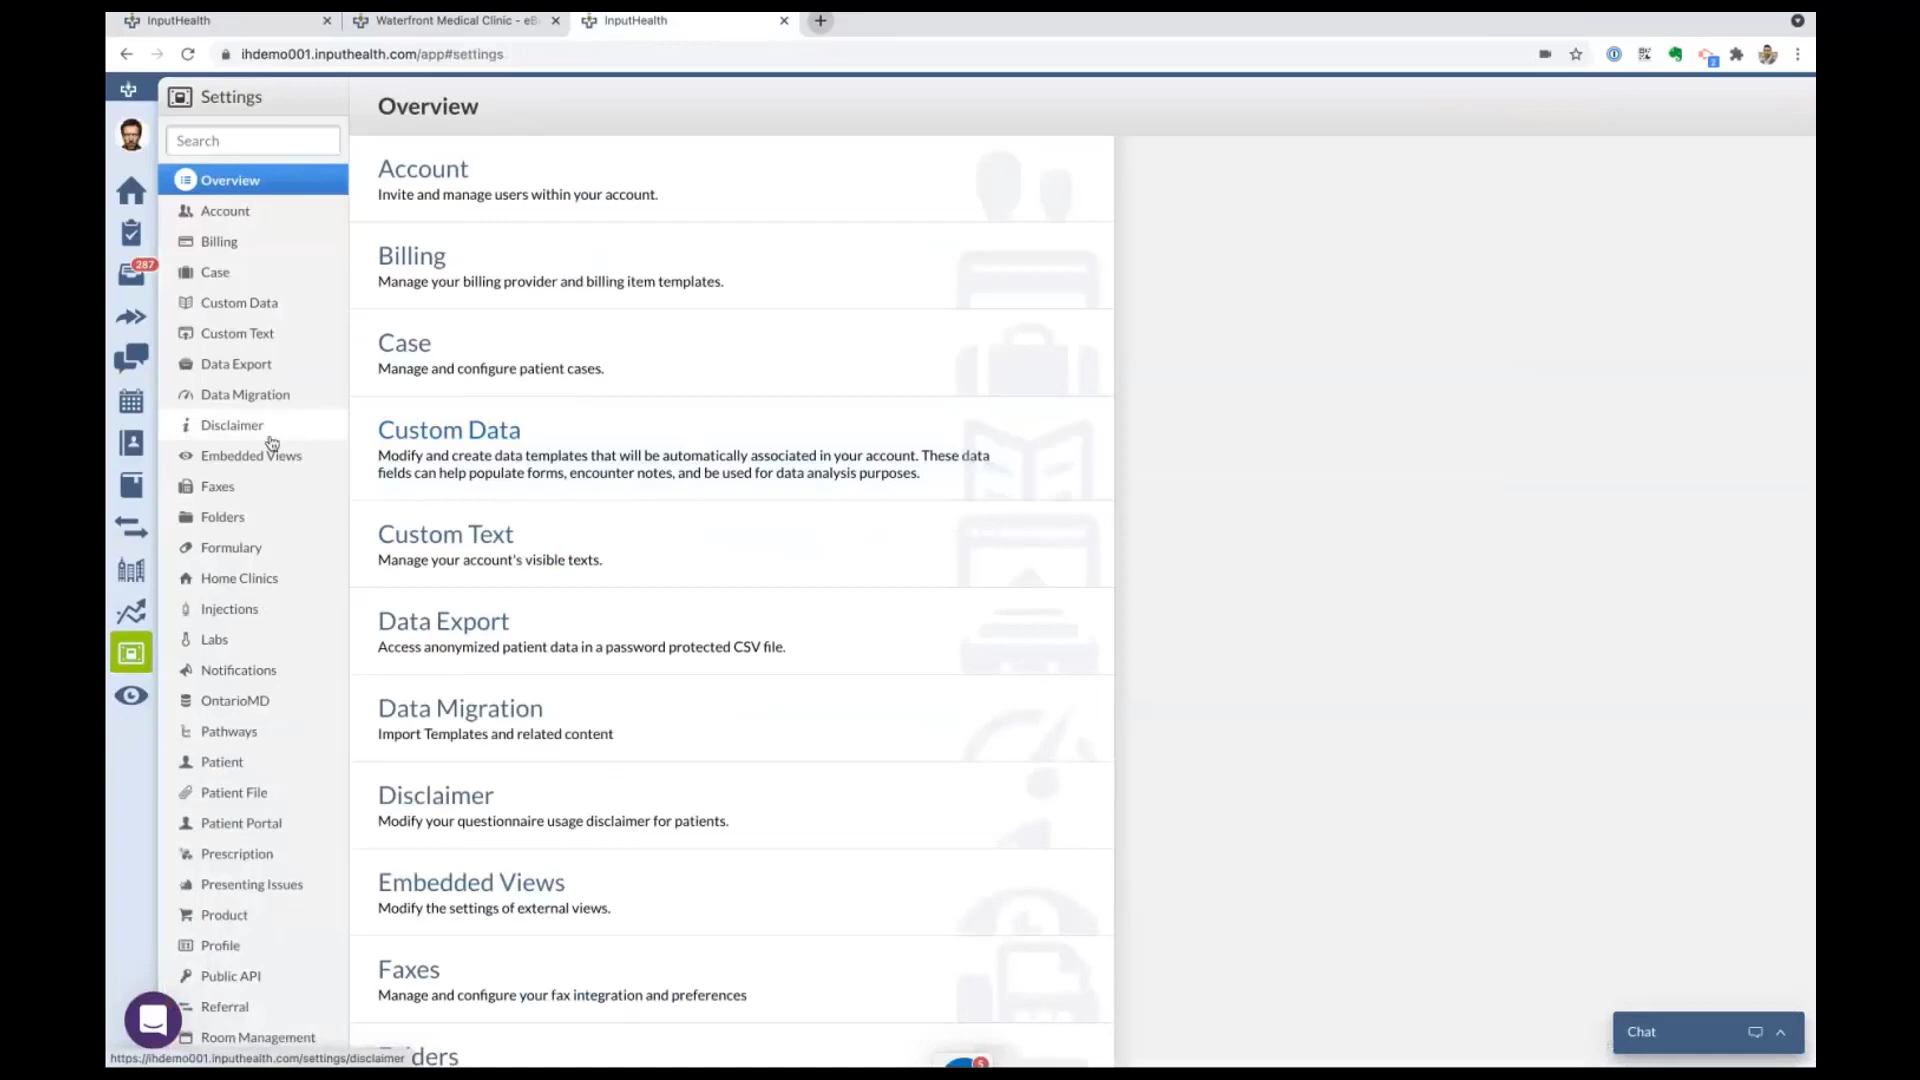 InputHealth
Waterfront Medical Clinic - eB
InputHealth
ihdemo001.inputhealth.com/app#settings
2
Settings
Search
Overview
Account
Billing
Case
Custom Data
Custom Text
Data Export
Data Migration
Disclaimer
Embedded Views
Faxes
Folders
Formulary
Home Clinics
Injections
Labs
Notifications
OntarioMD
Pathways
Patient
Patient File
Patient Portal
Prescription
Presenting Issues
Product
Profile
Public API
Referral
Room Management
287
Overview
Account
Invite and manage users within your account.
Billing
Manage your billing provider and billing item templates.
Case
Manage and configure patient cases.
Custom Data
Modify and create data templates that will be automatically associated in your account. These data
fields can help populate forms, encounter notes, and be used for data analysis purposes.
Custom Text
Manage your account's visible texts.
Data Export
Access anonymized patient data in a password protected CSV file.
Data Migration
Import Templates and related content
Disclaimer
Modify your questionnaire usage disclaimer for patients.
Embedded Views
Modify the settings of external views.
Faxes
Manage and configure your fax integration and preferences
ders
5
Chat
https://ihdemo001.inputhealth.com/settings/disclaimer